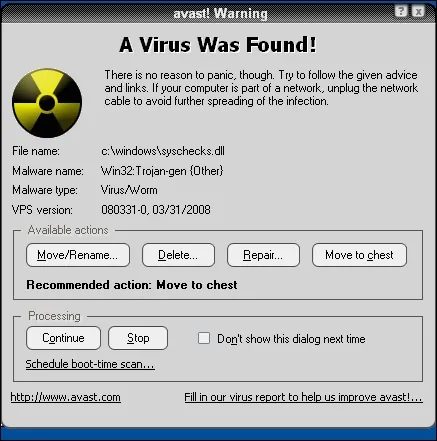 avast! Warning
? x
A Virus Was Found!
There is no reason to panic, though. Try to follow the given advice
and links. If your computer is part of a network, unplug the network
cable to avoid further spreading of the infection.
File name: c:\windows\syschecks.dll
Malware name: Win32:Trojan-gen {Other}
Malware type: Virus/Worm
VPS version: 080331-0, 03/31/2008
Available actions
Move/Rename... Delete... Repair... Move to chest
Recommended action: Move to chest
Processing
Continue Stop Don't show this dialog next time
Schedule boot-time scan...
http://www.avast.com Fill in our virus report to help us improve avast!...